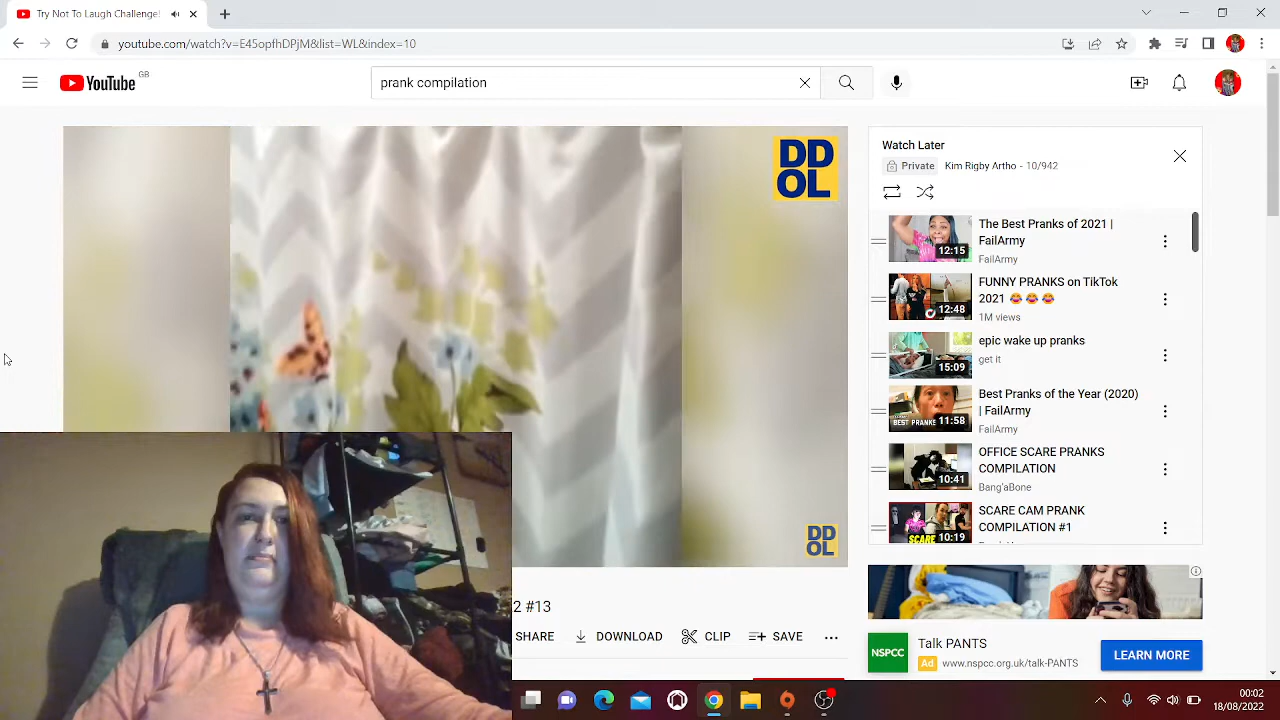 Try Not To Laugh Challenge!
youtube.com/watch?v=E45opfhDPjM&list=WL&index=10
YouTube GB
prank compilation
DD
OL
DD
OL
2 #13
SHARE
DOWNLOAD
CLIP
SAVE
Watch Later
Private
Kim Rigby Artho - 10/942
12:15
The Best Pranks of 2021 |
FailArmy
FailArmy
12:48
FUNNY PRANKS on TikTok
2021 😂 😂 😂
1M views
15:09
epic wake up pranks
get it
BEST PRANKS
11:58
Best Pranks of the Year (2020)
| FailArmy
FailArmy
10:41
OFFICE SCARE PRANKS
COMPILATION
Bang'aBone
SCARE
10:19
SCARE CAM PRANK
COMPILATION #1
NSPCC
Talk PANTS
Ad
www.nspcc.org.uk/talk-PANTS
LEARN MORE
00:02
18/08/2022